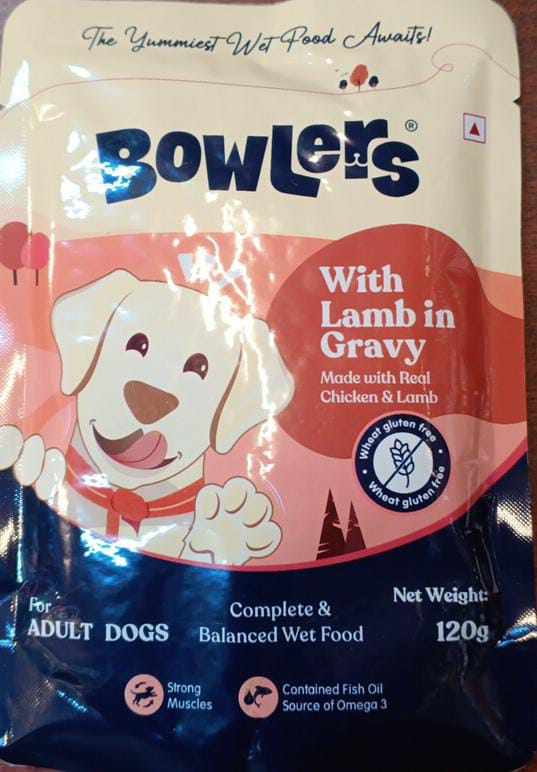 The Yummiest Wet Food Awaits!
BOWLers®
With
Lamb in
Gravy
Made with Real
Chicken & Lamb
Wheat gluten free
Wheat gluten free
For
ADULT DOGS
Complete &
Balanced Wet Food
Net Weight:
120g
Strong
Muscles
Contained Fish Oil
Source of Omega 3